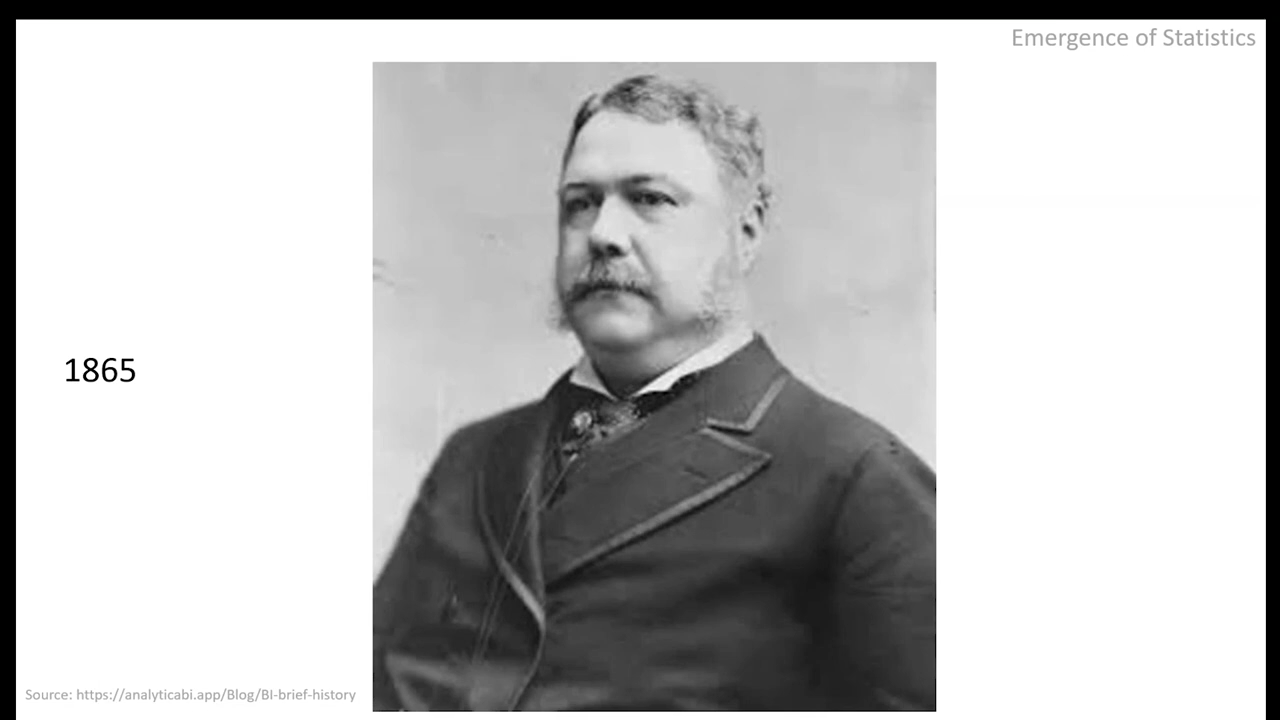 Emergence of Statistics
1865
Source: https://analyticabi.app/Blog/BI-brief-history